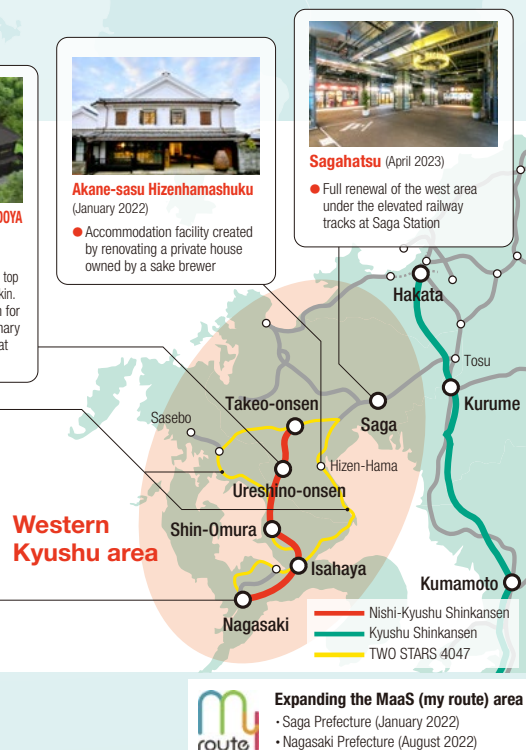 Sagahatsu (April 2023)
● Full renewal of the west area
under the elevated railway
tracks at Saga Station
Akane-sasu Hizenhamashuku
(January 2022)
● Accommodation facility created
by renovating a private house
owned by a sake brewer
top
at
Hakata
Tosu
Kurume
Takeo-onsen
Saga
Sasebo
Hizen-Hama
Ureshino-onsen
Western
Kyushu area
Shin-Omura
Isahaya
Kumamoto
Nagasaki
Nishi-Kyushu Shinkansen
Kyushu Shinkansen
TWO STARS 4047
my
route
Expanding the MaaS (my route) area
・Saga Prefecture (January 2022)
・Nagasaki Prefecture (August 2022)